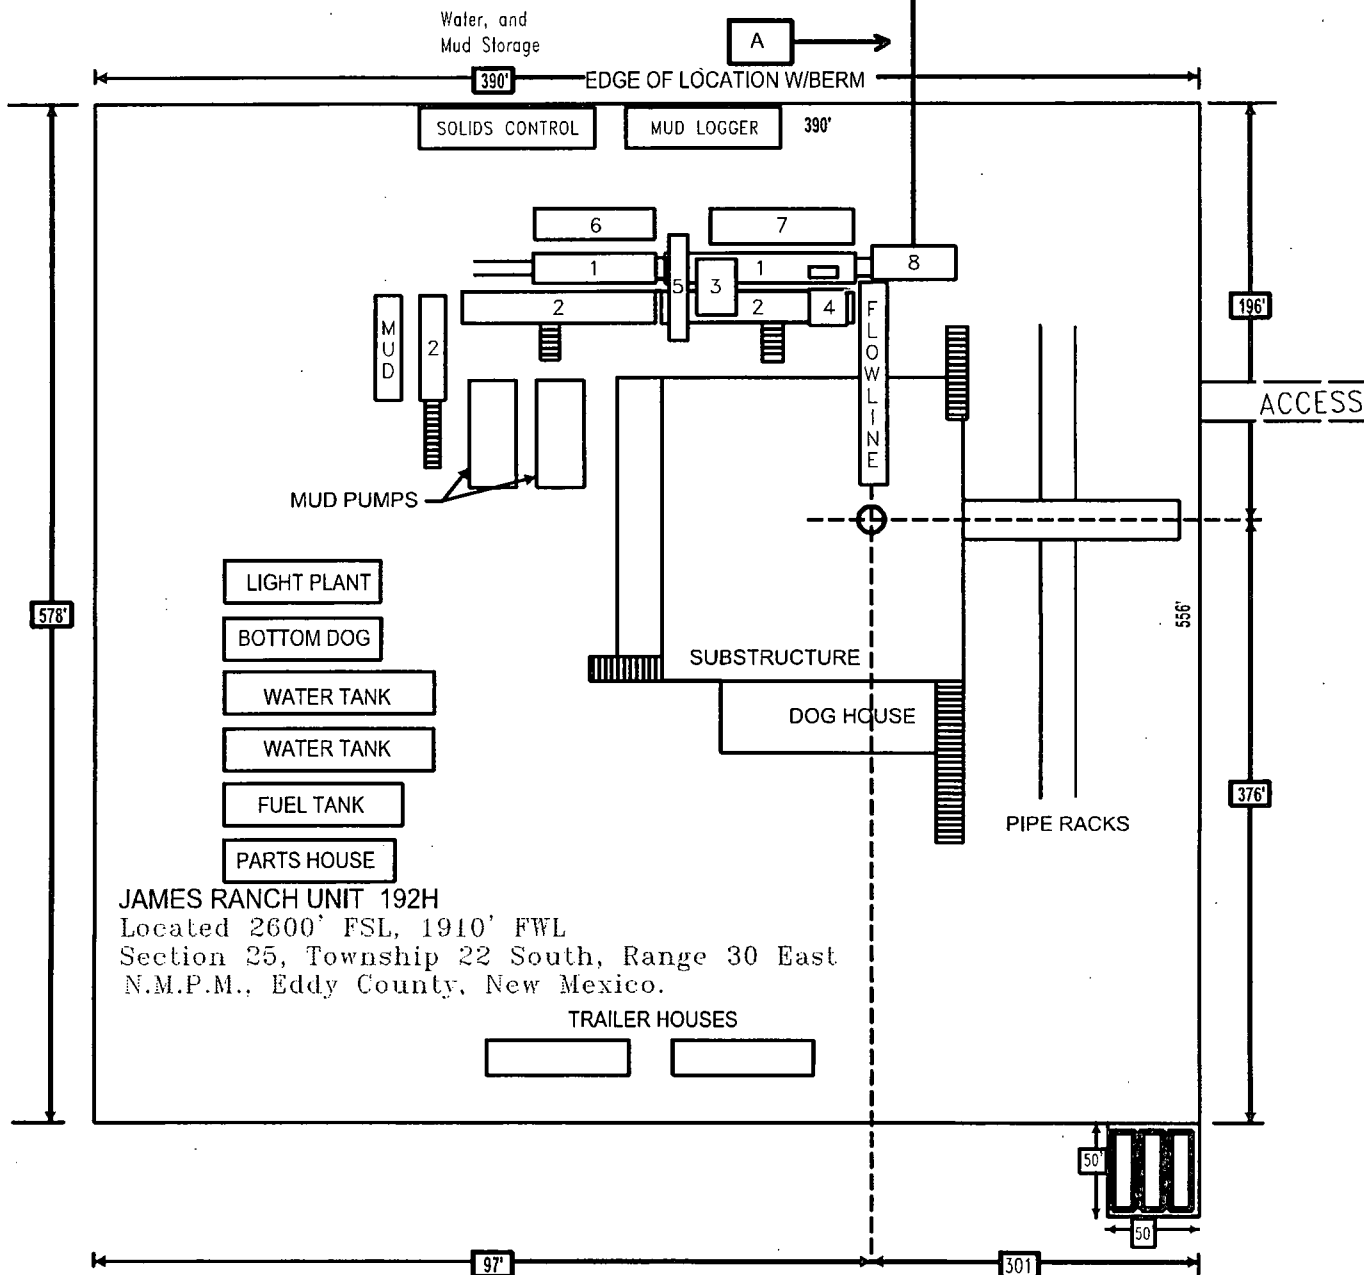 Water, and
Mud Storage
A
390'
EDGE OF LOCATION W/BERM
SOLIDS CONTROL
MUD LOGGER
390'
6
7
1
1
8
5
3
2
2
4
MUD
2
FLOWLINE
196'
ACCESS
MUD PUMPS
LIGHT PLANT
BOTTOM DOG
WATER TANK
WATER TANK
FUEL TANK
PARTS HOUSE
578'
SUBSTRUCTURE
DOG HOUSE
556'
376'
PIPE RACKS
JAMES RANCH UNIT 192H
Located 2600' FSL, 1910' FWL
Section 25, Township 22 South, Range 30 East
N.M.P.M., Eddy County, New Mexico.
TRAILER HOUSES
50'
50'
97'
301